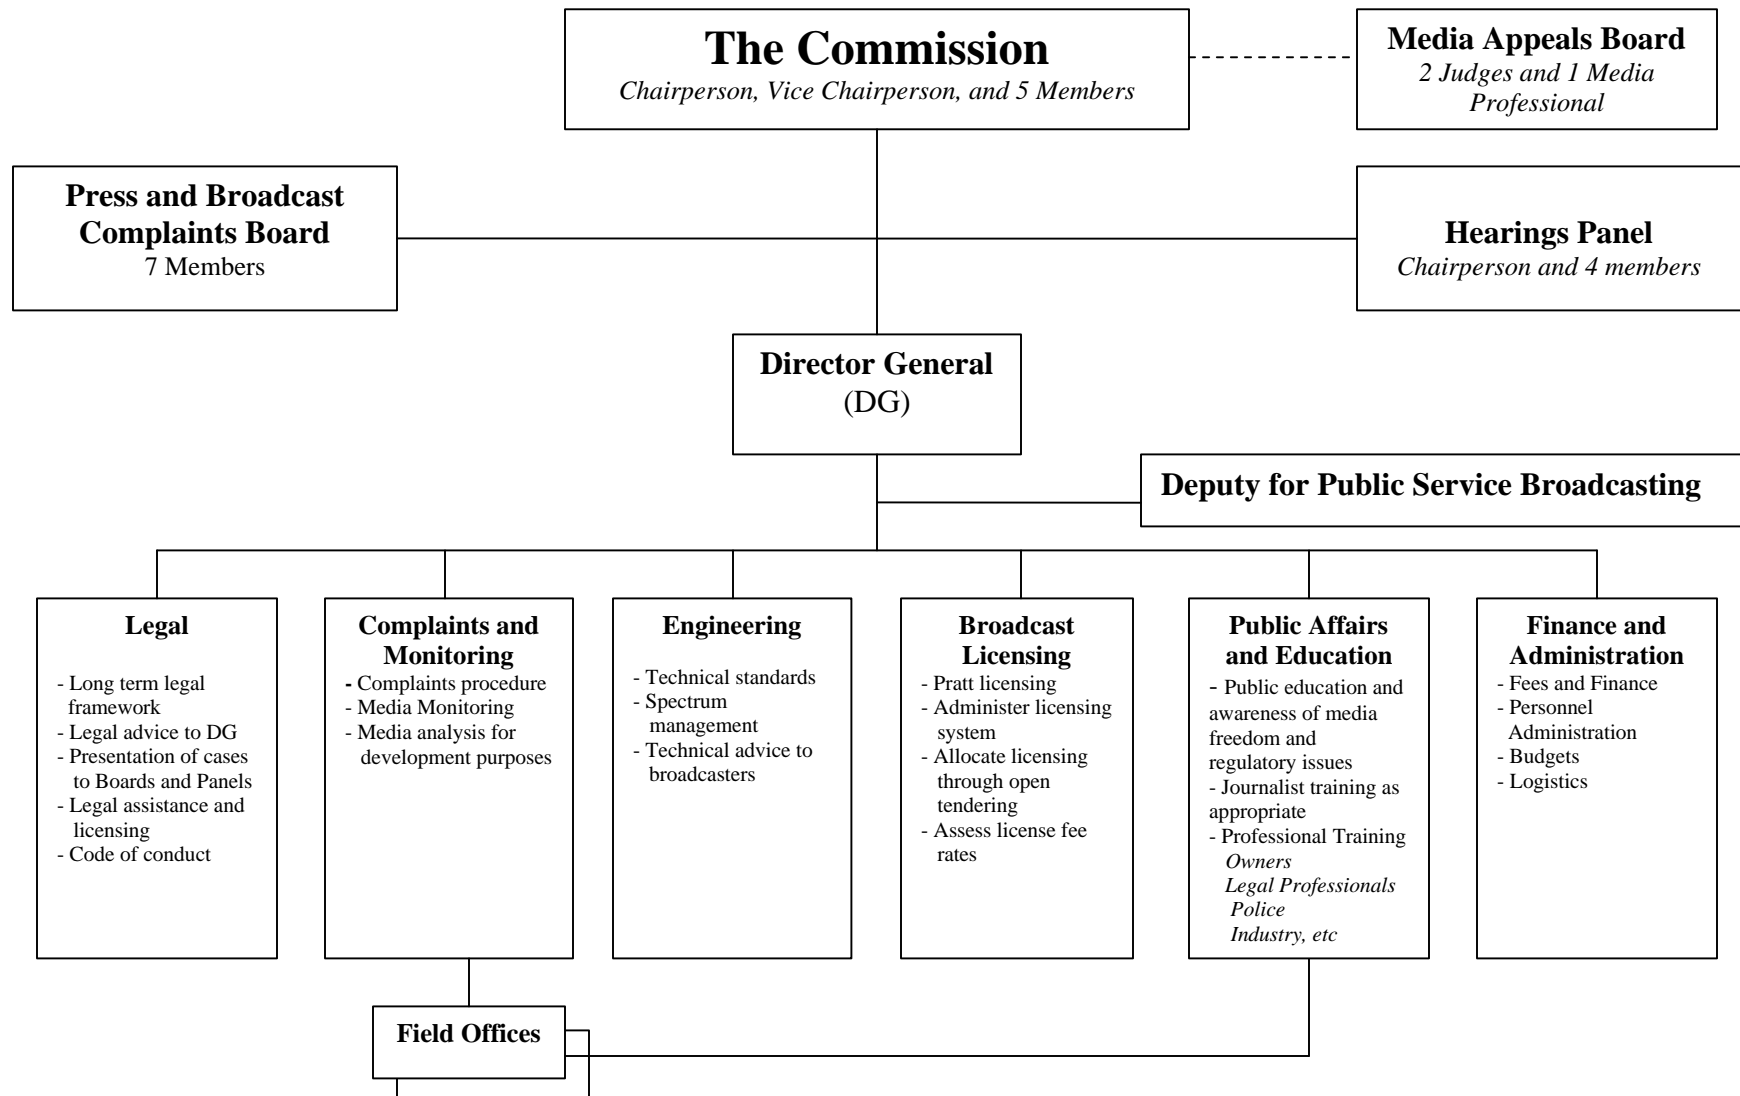 The Commission
Chairperson, Vice Chairperson, and 5 Members
Media Appeals Board
2 Judges and 1 Media
Professional
Press and Broadcast
Complaints Board
7 Members
Hearings Panel
Chairperson and 4 members
Director General
(DG)
Deputy for Public Service Broadcasting
Legal
- Long term legal
framework
- Legal advice to DG
- Presentation of cases
to Boards and Panels
- Legal assistance and
licensing
- Code of conduct
Complaints and
Monitoring
- Complaints procedure
- Media Monitoring
- Media analysis for
development purposes
Engineering
- Technical standards
- Spectrum
management
- Technical advice to
broadcasters
Broadcast
Licensing
- Pratt licensing
- Administer licensing
system
- Allocate licensing
through open
tendering
- Assess license fee
rates
Public Affairs
and Education
- Public education and
awareness of media
freedom and
regulatory issues
- Journalist training as
appropriate
- Professional Training
Owners
Legal Professionals
Police
Industry, etc
Finance and
Administration
- Fees and Finance
- Personnel
Administration
- Budgets
- Logistics
Field Offices